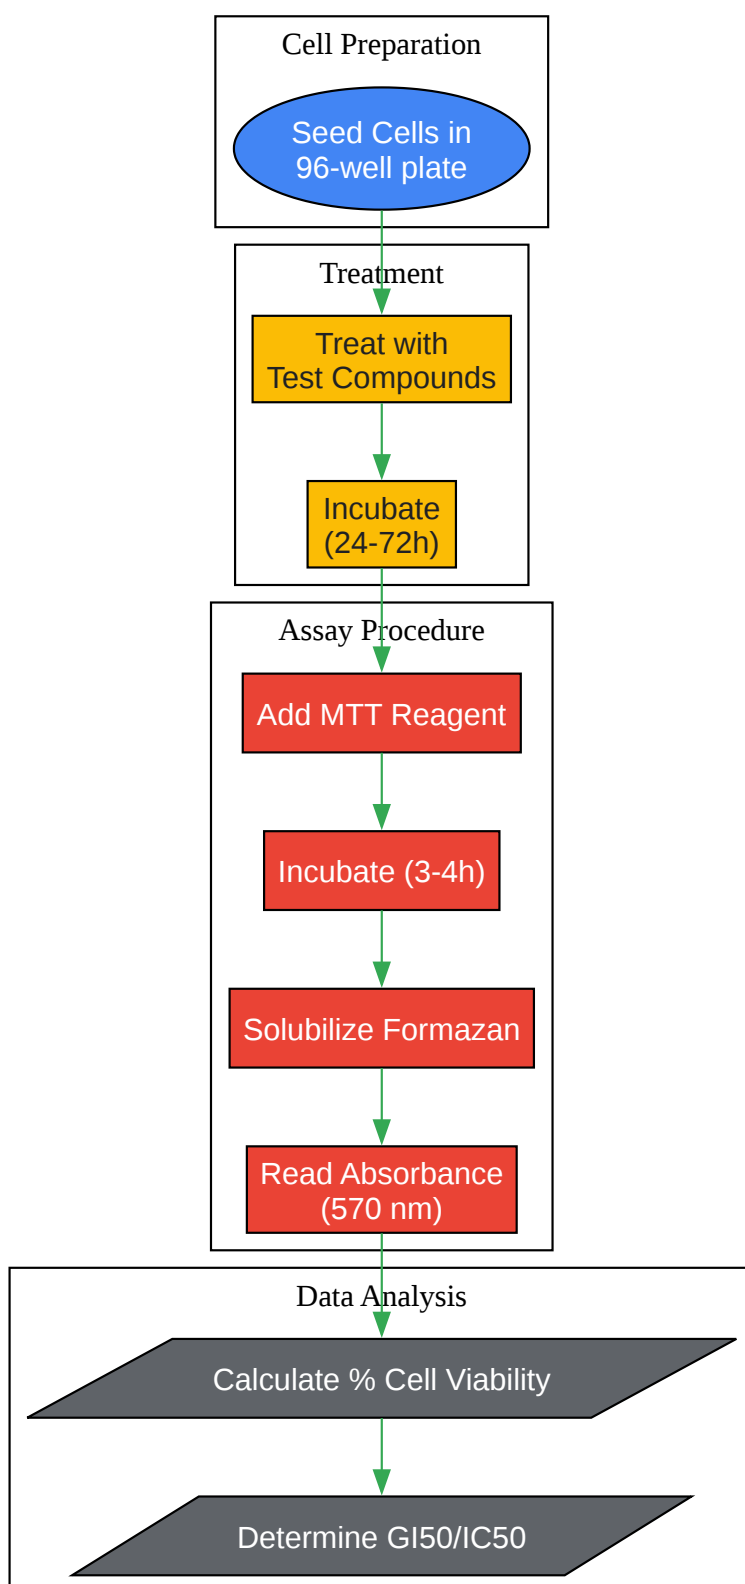 Cell Preparation
Seed Cells in
96-well plate
Treatment
Treat with
Test Compounds
Incubate
(24-72h)
Assay Procedure
Add MTT Reagent
Incubate (3-4h)
Solubilize Formazan
Read Absorbance
(570 nm)
Data Analysis
Calculate % Cell Viability
Determine GI50/IC50